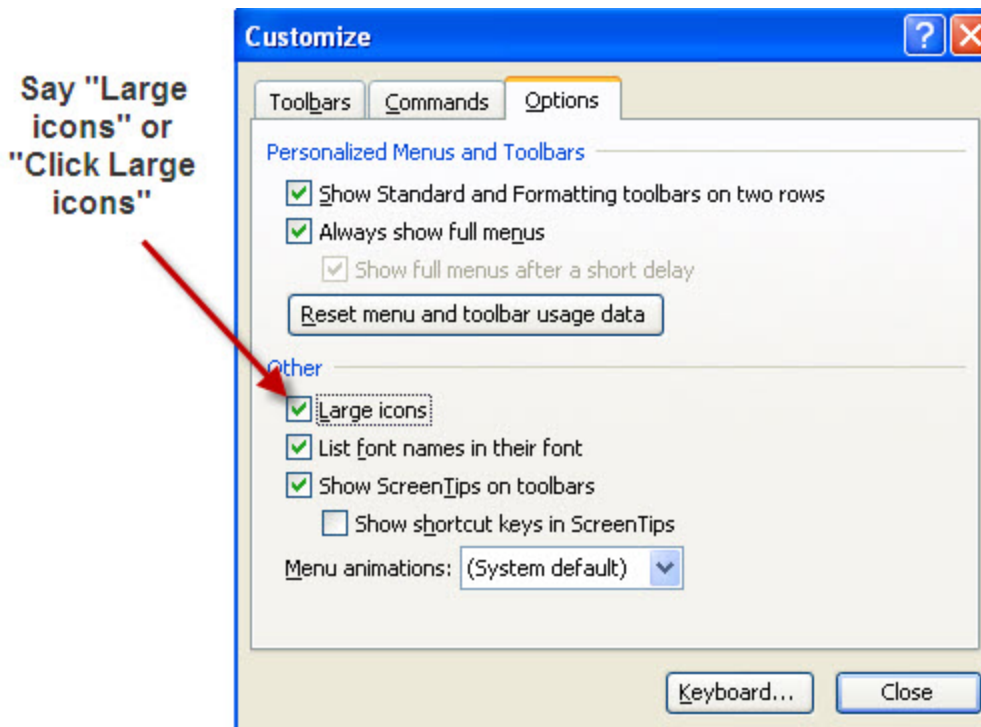 Customize
Say "Large
icons" or
"Click Large
icons"
Toolbars Commands Options
Personalized Menus and Toolbars
Show Standard and Formatting toolbars on two rows
Always show full menus
Show full menus after a short delay
Reset menu and toolbar usage data
Other
Large icons
List font names in their font
Show ScreenTips on toolbars
Show shortcut keys in ScreenTips
Menu animations: (System default)
Keyboard... Close